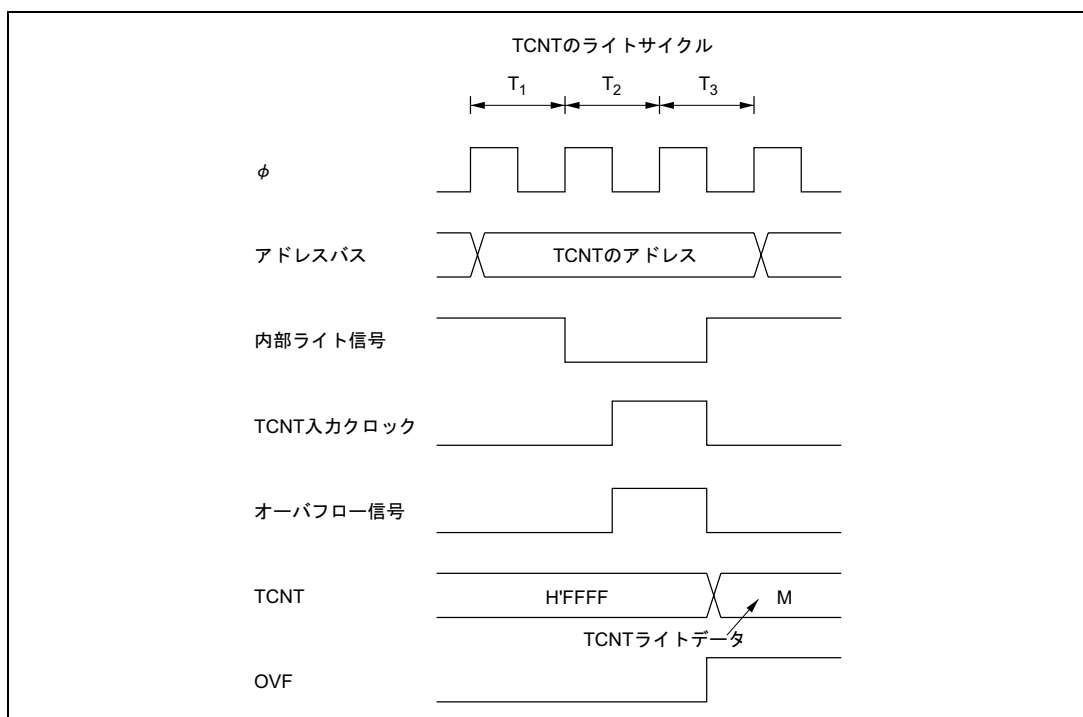 TCNTのライトサイクル
T1 T2 T3
φ
アドレスバス TCNTのアドレス
内部ライト信号
TCNT入力クロック
オーバフロー信号
TCNT H'FFFF M
TCNTライトデータ
OVF